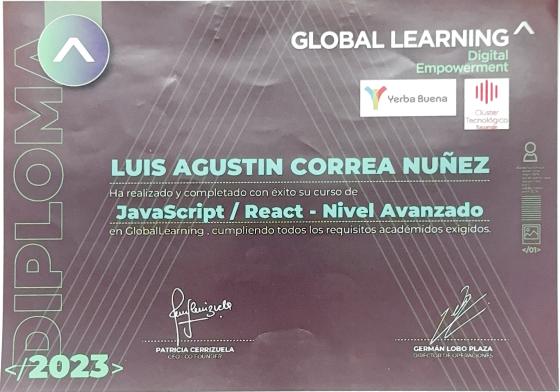 DIPLOMA
GLOBAL LEARNING
Digital
Empowerment
Yerba Buena
Cluster
Tecnológico
LUIS AGUSTIN CORREA NUÑEZ
Ha realizado y completado con éxito su curso de
JavaScript / React - Nivel Avanzado
en GlobalLearning , cumpliendo todos los requisitos académidos exigidos.
</01>
PATRICIA CERRIZUELA
CEO - CO FOUNDER
GERMÁN LOBO PLAZA
DIRECTOR DE OPERACIONES
</2023>